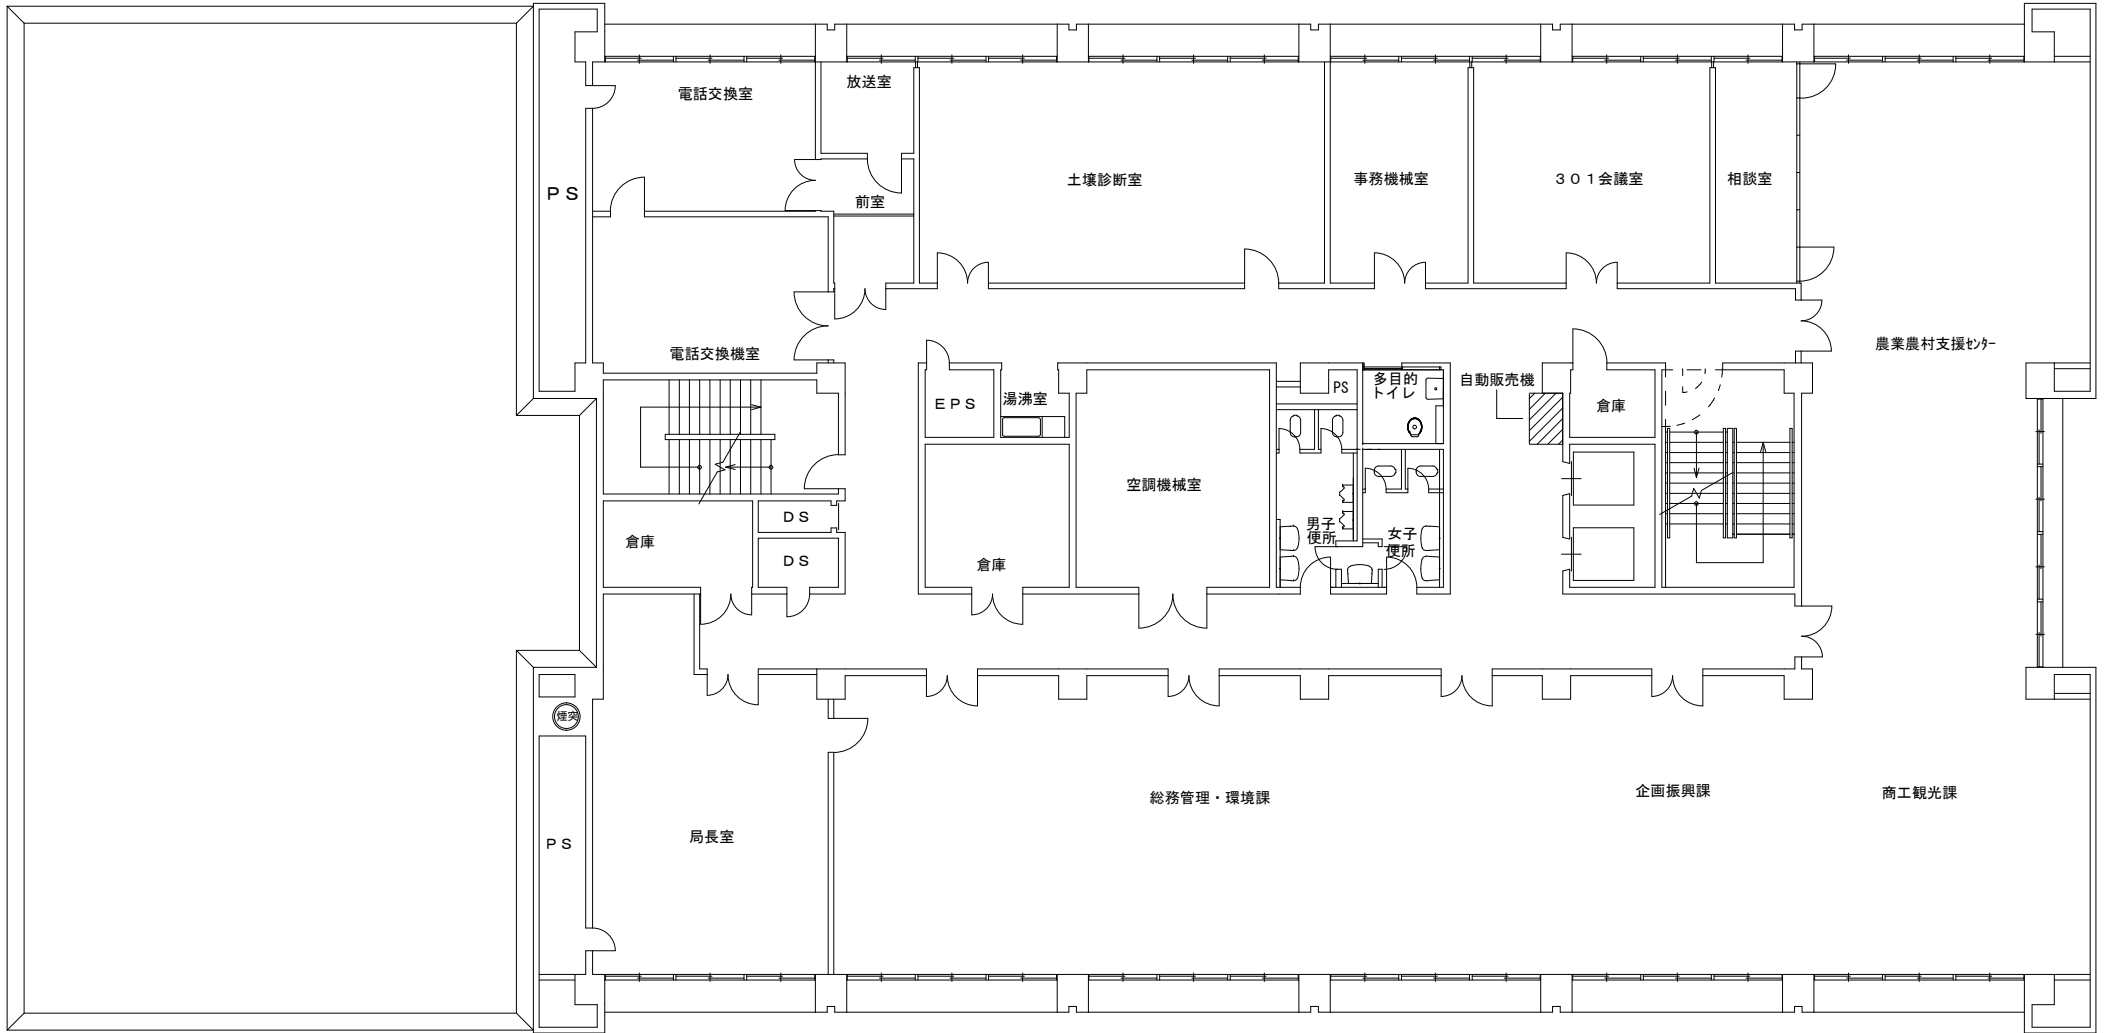 放送室
電話交換室
土壌診断室
事務機械室
３０１会議室
相談室
ＰＳ
前室
農業農村支援ｾﾝﾀｰ
電話交換機室
多目的
トイレ
PS
自動販売機
湯沸室
ＥＰＳ
倉庫
空調機械室
ＤＳ
男子
便所
女子
便所
倉庫
ＤＳ
倉庫
煙突
企画振興課
商工観光課
総務管理・環境課
局長室
ＰＳ